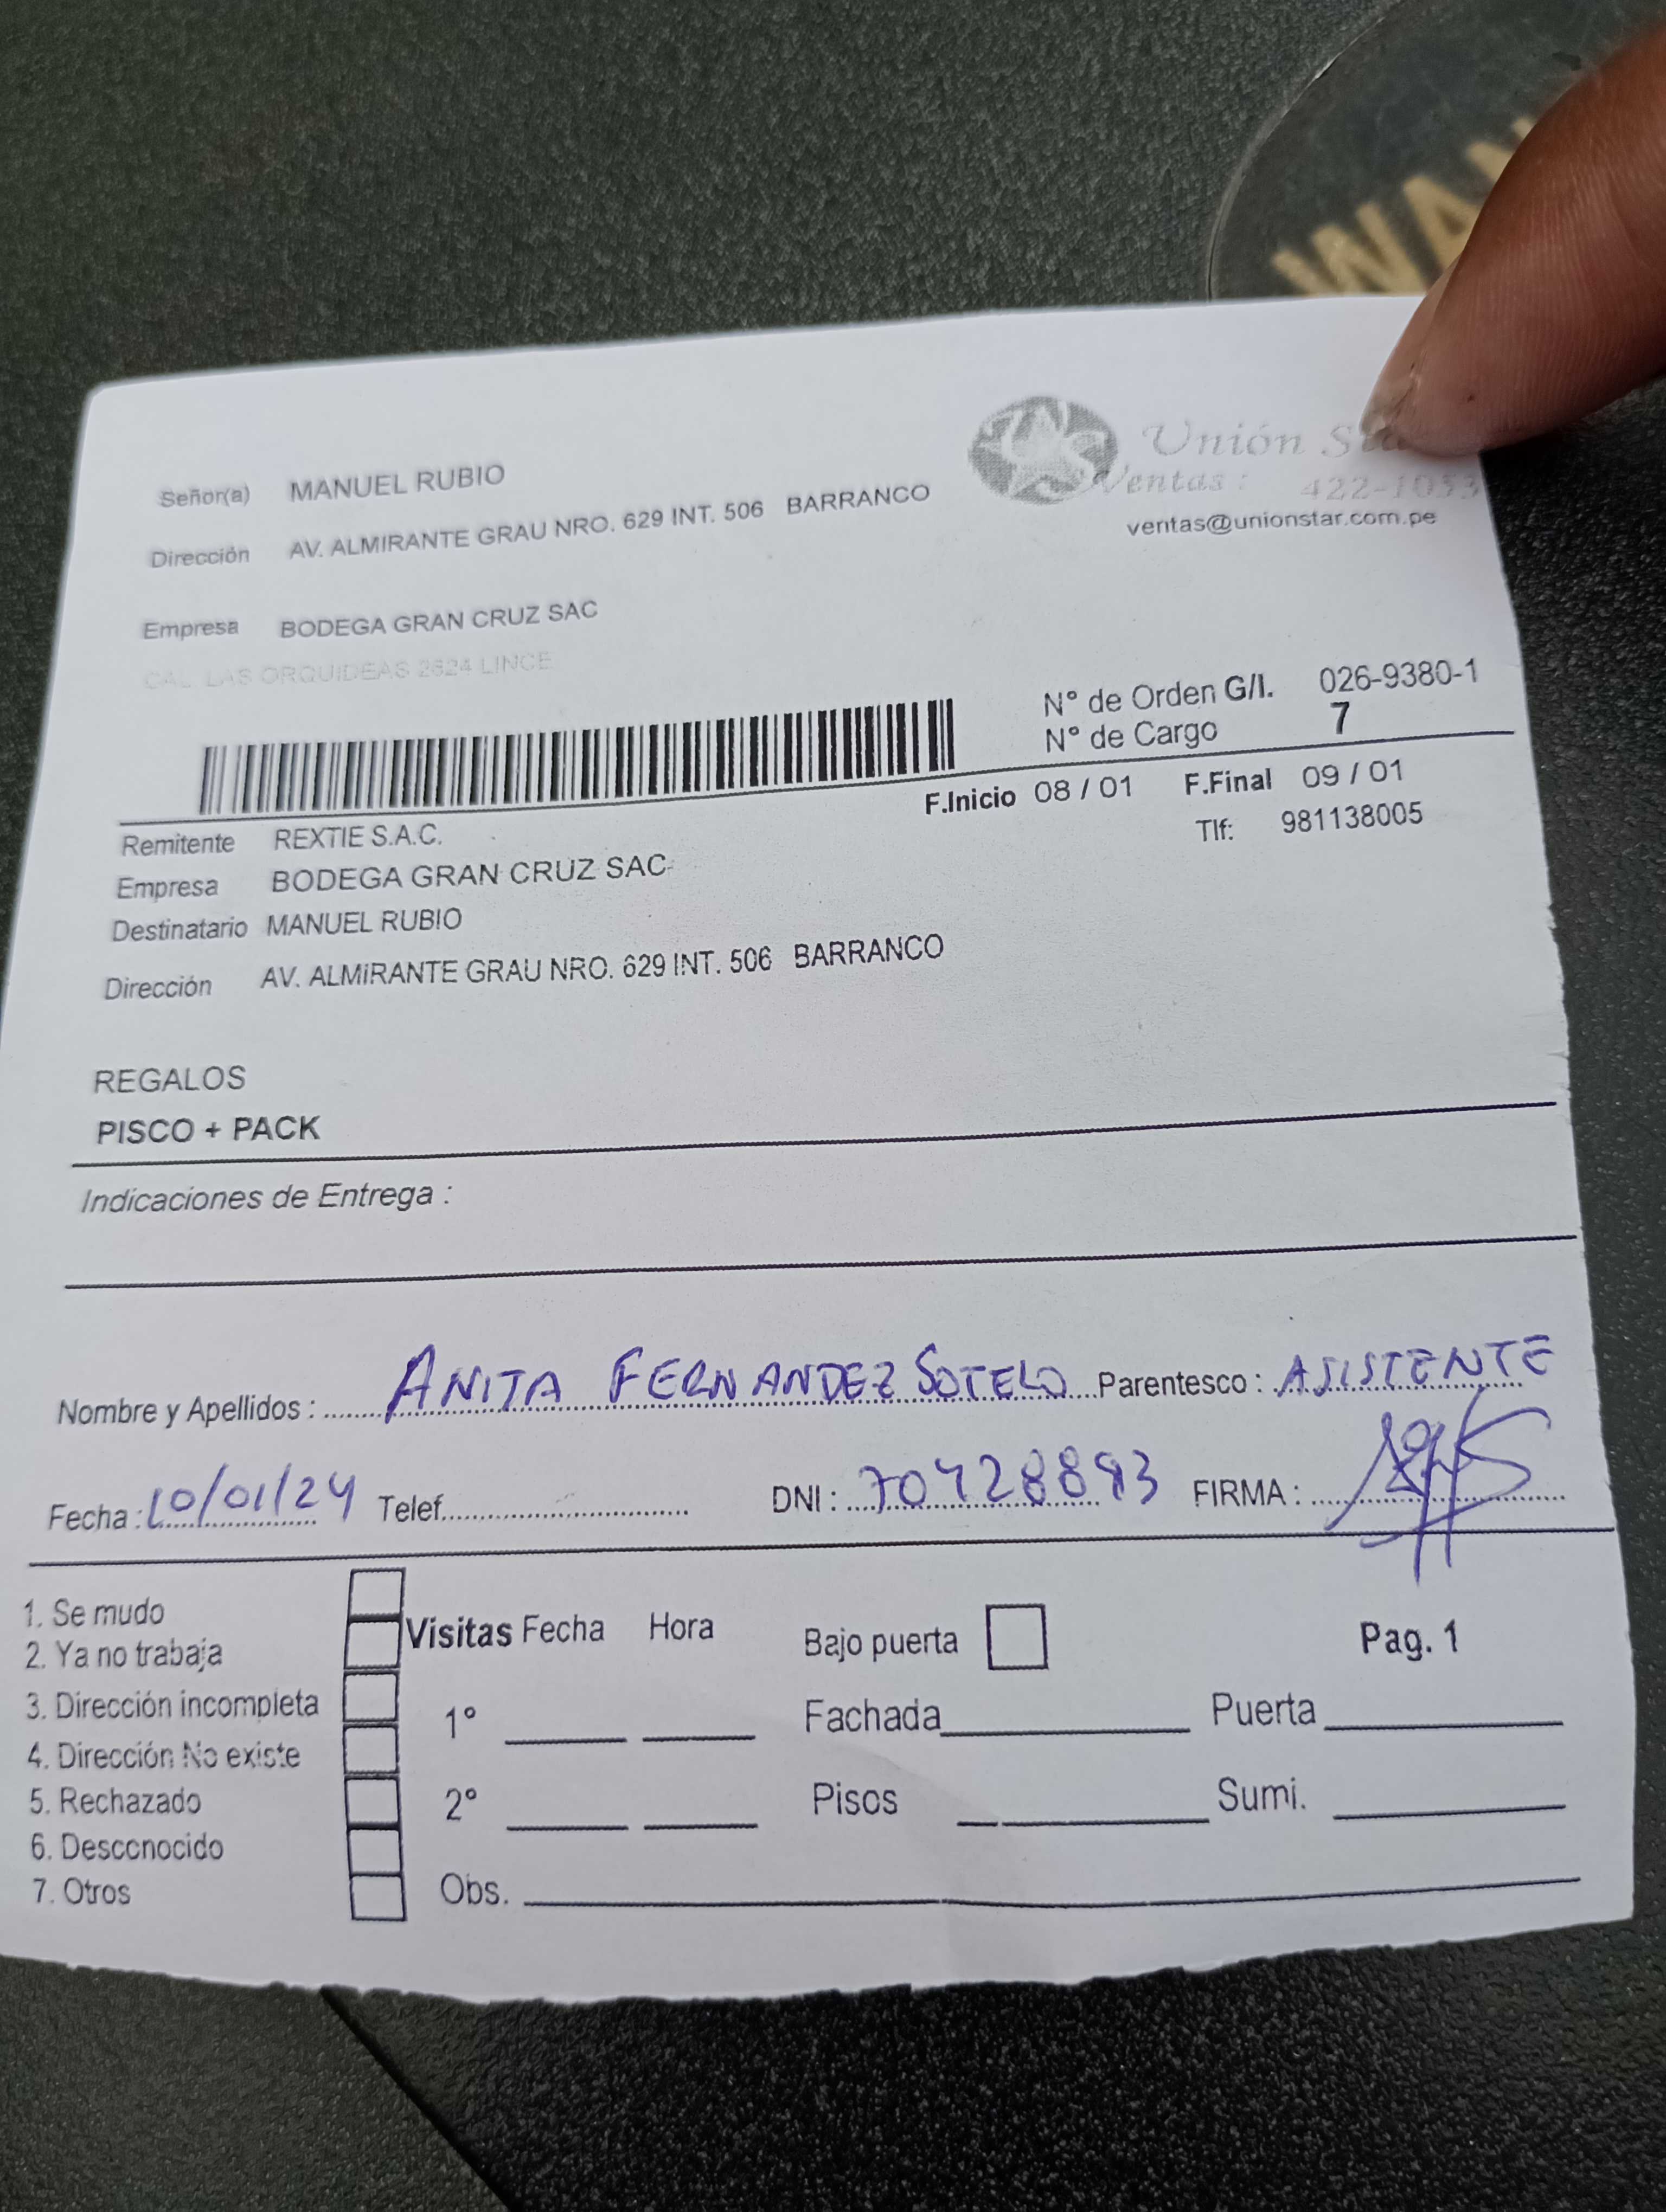 WAN
Unión Sta
Ventas : 422-1053
ventas@unionstar.com.pe
Señor(a) MANUEL RUBIO
Dirección AV. ALMIRANTE GRAU NRO. 629 INT. 506 BARRANCO
Empresa BODEGA GRAN CRUZ SAC
CAL LAS ORQUIDEAS 2624 LINCE
N° de Orden G/I. 026-9380-1
N° de Cargo 7
F.Inicio 08 / 01 F.Final 09 / 01
Tlf: 981138005
Remitente REXTIE S.A.C.
Empresa BODEGA GRAN CRUZ SAC
Destinatario MANUEL RUBIO
Dirección AV. ALMIRANTE GRAU NRO. 629 INT. 506 BARRANCO
REGALOS
PISCO + PACK
Indicaciones de Entrega :
Nombre y Apellidos : ANITA FERNANDEZ SOTELO Parentesco : ASISTENTE
Fecha : 10/01/24 Telef. DNI : 70428893 FIRMA :
1. Se mudo
2. Ya no trabaja
3. Dirección incompleta
4. Dirección No existe
5. Rechazado
6. Desconocido
7. Otros
Visitas Fecha Hora
1°
2°
Obs.
Bajo puerta Pag. 1
Fachada Puerta
Pisos Sumi.